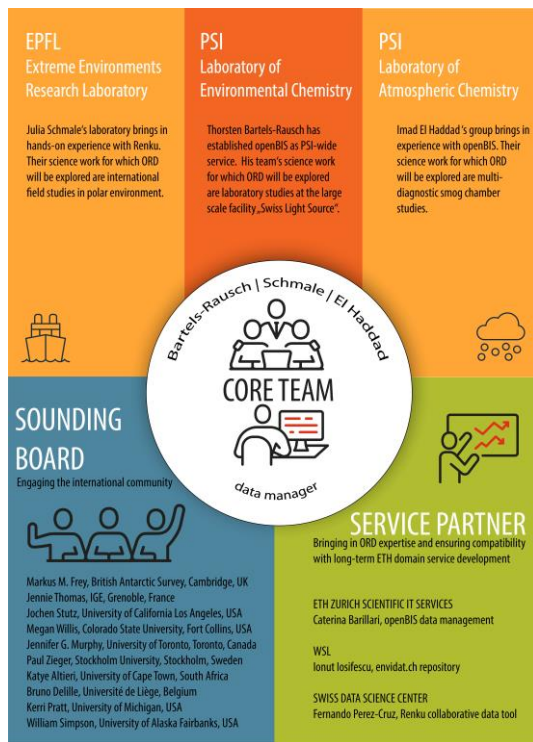 EPFL
Extreme Environments
Research Laboratory
Julia Schmale's laboratory brings in
hands-on experience with Renku.
Their science work for which ORD
will be explored are international
field studies in polar environment.
PSI
Laboratory of
Environmental Chemistry
Thorsten Bartels-Rausch has
established openBIS as PSI-wide
service. His team's science work
for which ORD will be explored
are laboratory studies at the large
scale facility „Swiss Light Source“.
PSI
Laboratory of
Atmospheric Chemistry
Imad El Haddad 's group brings in
experience with openBIS. Their
science work for which ORD
will be explored are multi-
diagnostic smog chamber
studies.
Bartels-Rausch | Schmale | El Haddad
CORE TEAM
data manager
SOUNDING
BOARD
Engaging the international community
Markus M. Frey, British Antarctic Survey, Cambridge, UK
Jennie Thomas, IGE, Grenoble, France
Jochen Stutz, University of California Los Angeles, USA
Megan Willis, Colorado State University, Fort Collins, USA
Jennifer G. Murphy, University of Toronto, Toronto, Canada
Paul Zieger, Stockholm University, Stockholm, Sweden
Katye Altieri, University of Cape Town, South Africa
Bruno Delille, Université de Liège, Belgium
Kerri Pratt, University of Michigan, USA
William Simpson, University of Alaska Fairbanks, USA
SERVICE PARTNER
Bringing in ORD expertise and ensuring compatibility
with long-term ETH domain service development
ETH ZURICH SCIENTIFIC IT SERVICES
Caterina Barillari, openBIS data management
WSL
Ionut Iosifescu, envidat.ch repository
SWISS DATA SCIENCE CENTER
Fernando Perez-Cruz, Renku collaborative data tool